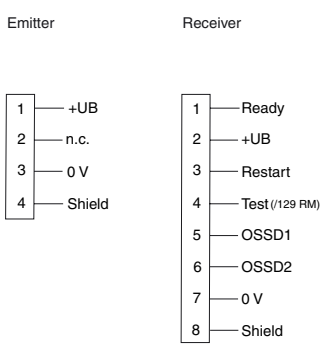 Emitter
1 +UB
2 n.c.
3 0 V
4 Shield
Receiver
1 Ready
2 +UB
3 Restart
4 Test (/129 RM)
5 OSSD1
6 OSSD2
7 0 V
8 Shield